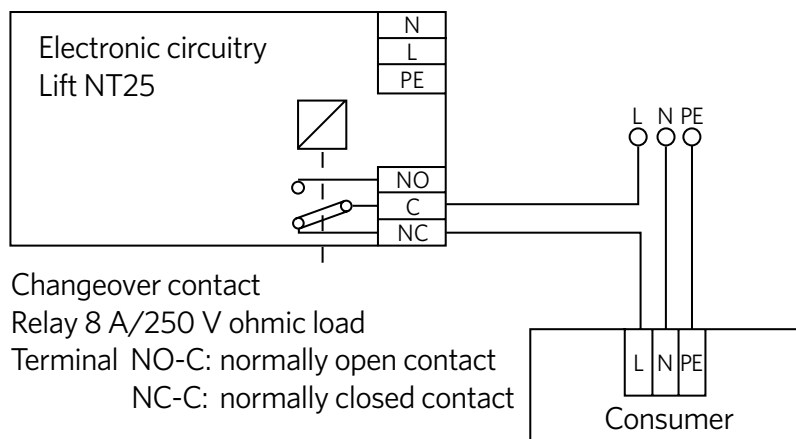 Electronic circuitry
Lift NT25
N
L
PE
L N PE
NO
C
NC
Changeover contact
Relay 8 A/250 V ohmic load
Terminal NO-C: normally open contact
NC-C: normally closed contact
L N PE
Consumer